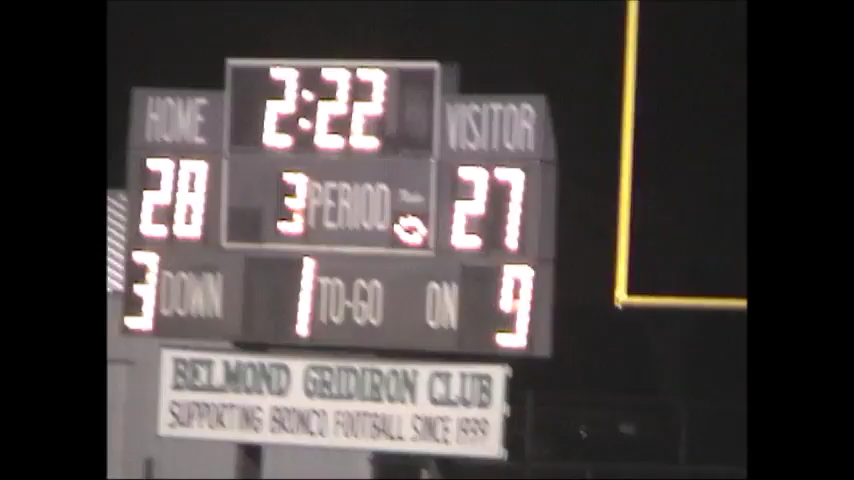 2:22
HOME VISITOR
28 3 PERIOD 27
3 DOWN 1 TO-GO ON 9
BELMOND GRIDIRON CLUB
SUPPORTING BRONCO FOOTBALL SINCE 1999